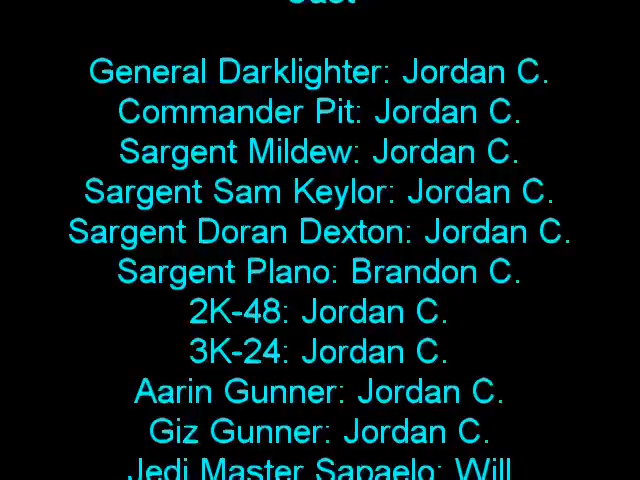 Cast
General Darklighter: Jordan C.
Commander Pit: Jordan C.
Sargent Mildew: Jordan C.
Sargent Sam Keylor: Jordan C.
Sargent Doran Dexton: Jordan C.
Sargent Plano: Brandon C.
2K-48: Jordan C.
3K-24: Jordan C.
Aarin Gunner: Jordan C.
Giz Gunner: Jordan C.
Jedi Master Sapaelo: Will